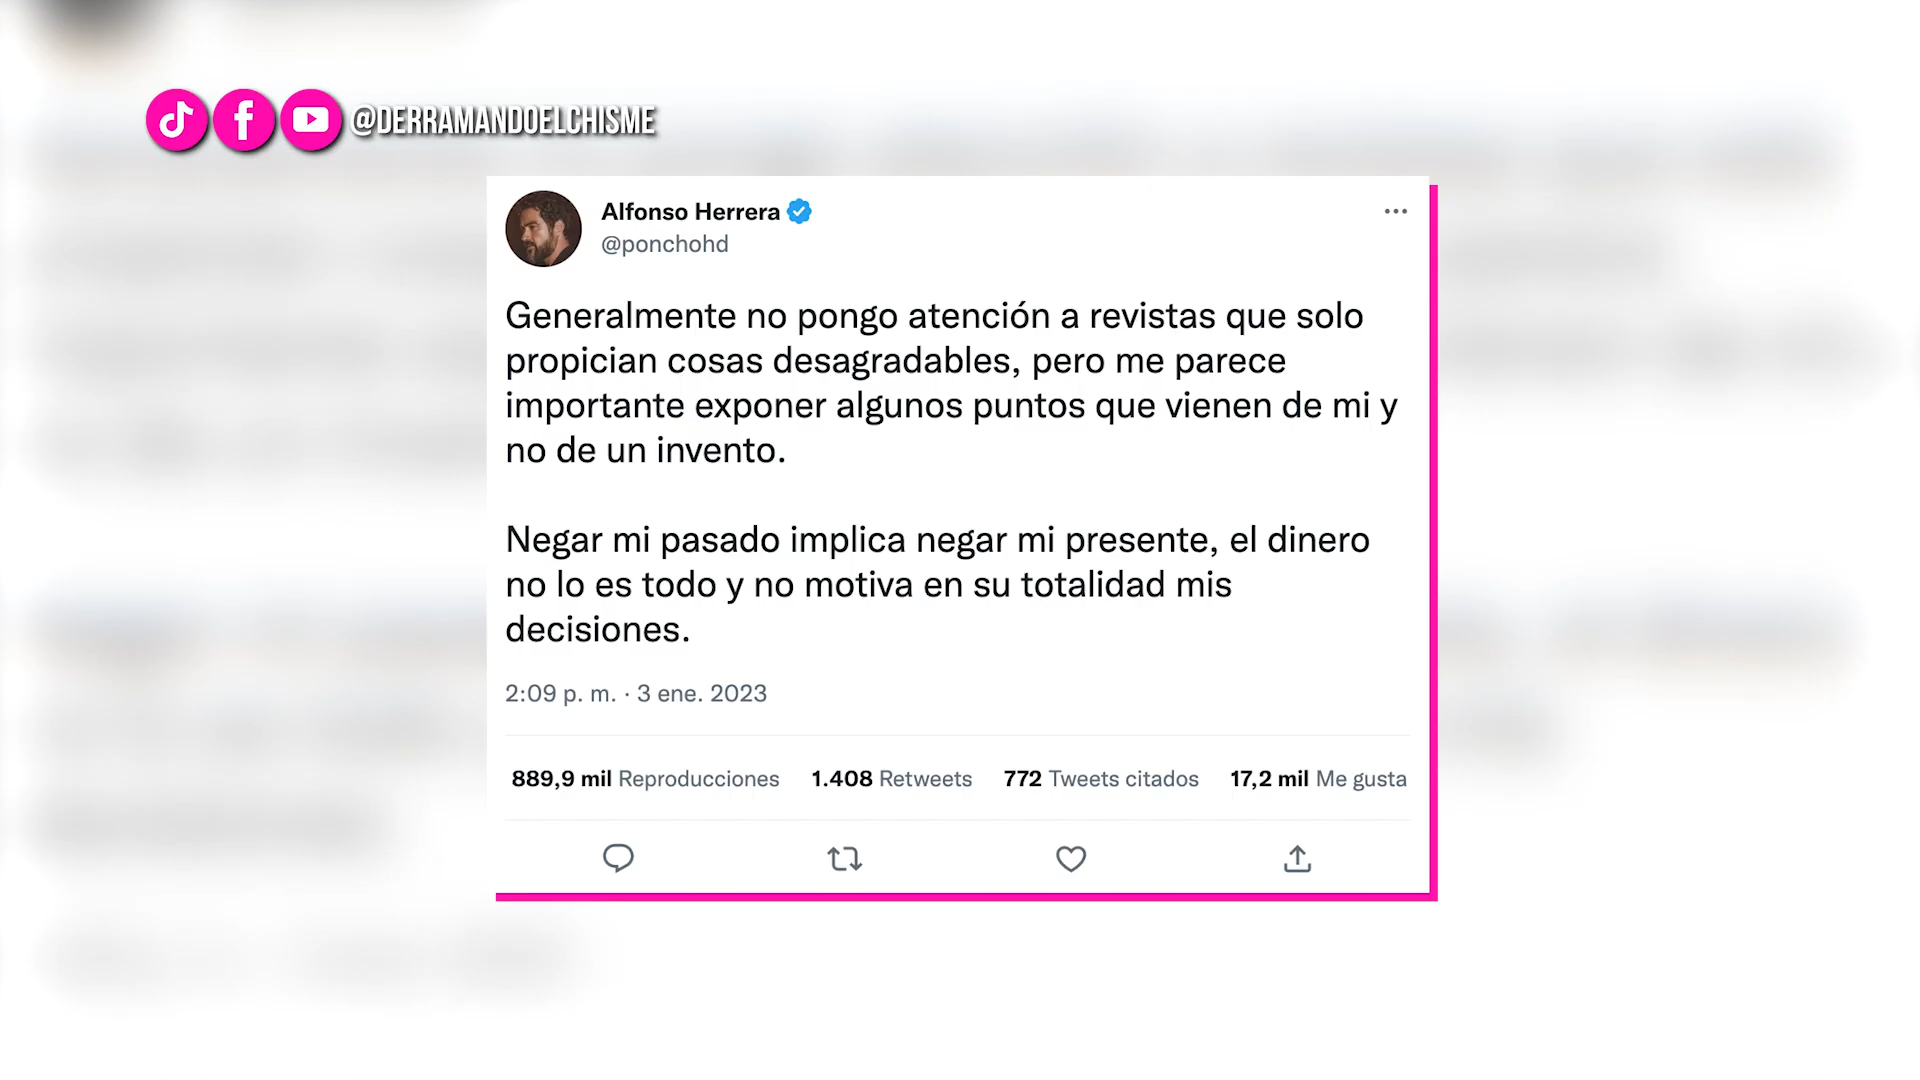 @DERRAMANDOELCHISME
Alfonso Herrera
@ponchohd
Generalmente no pongo atención a revistas que solo
propician cosas desagradables, pero me parece
importante exponer algunos puntos que vienen de mi y
no de un invento.
Negar mi pasado implica negar mi presente, el dinero
no lo es todo y no motiva en su totalidad mis
decisiones.
2:09 p. m. · 3 ene. 2023
889,9 mil Reproducciones 1.408 Retweets 772 Tweets citados 17,2 mil Me gusta